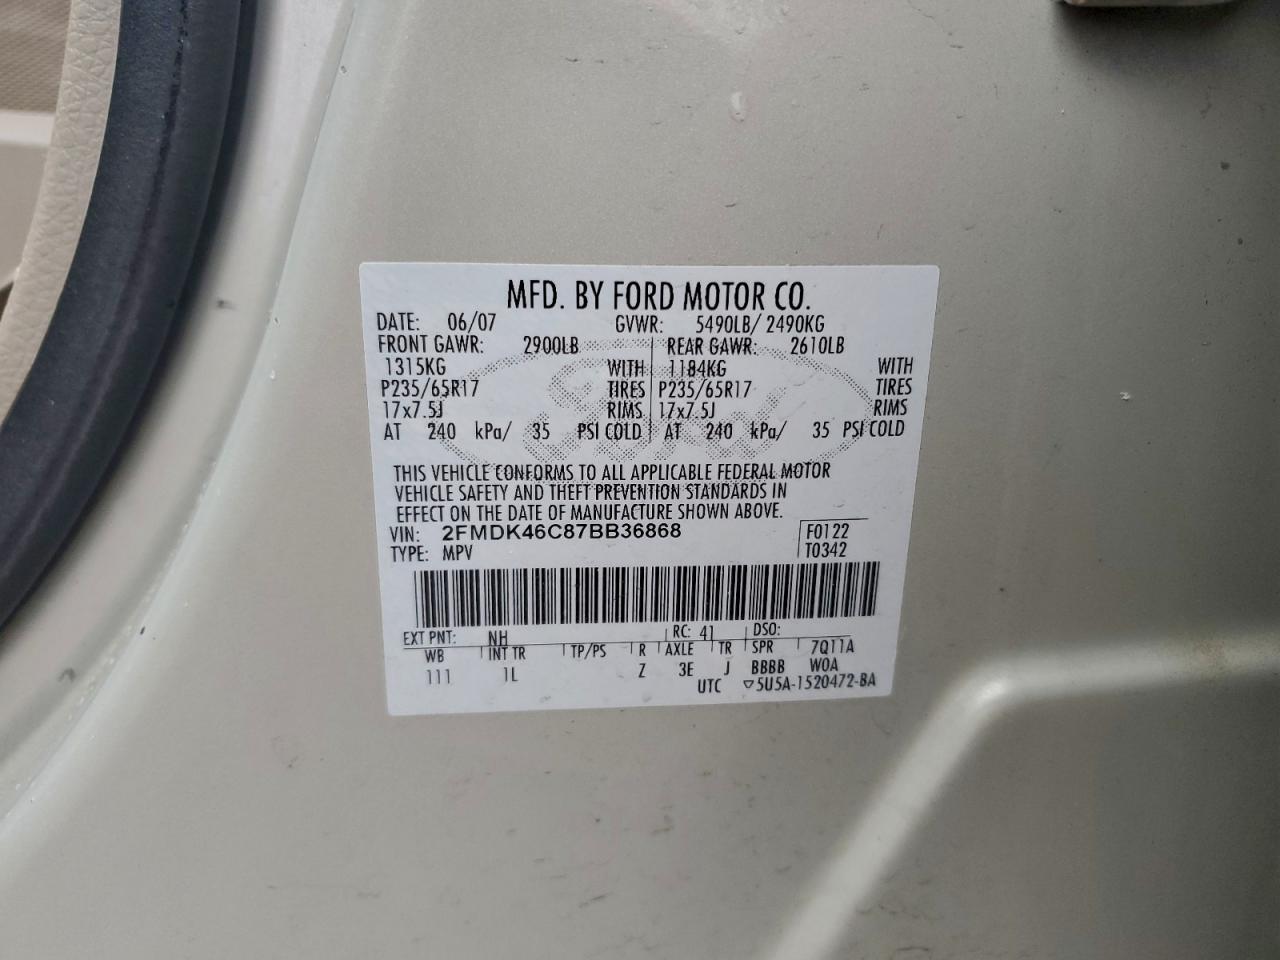 MFD. BY FORD MOTOR CO.
DATE: 06/07 GVWR: 5490LB/ 2490KG
FRONT GAWR: 2900LB REAR GAWR: 2610LB
1315KG WITH 1184KG WITH
P235/65R17 TIRES P235/65R17 TIRES
17x7.5J RIMS 17x7.5J RIMS
AT 240 kPa/ 35 PSI COLD AT 240 kPa/ 35 PSI COLD
THIS VEHICLE CONFORMS TO ALL APPLICABLE FEDERAL MOTOR
VEHICLE SAFETY AND THEFT PREVENTION STANDARDS IN
EFFECT ON THE DATE OF MANUFACTURE SHOWN ABOVE.
VIN: 2FMDK46C87BB36868 F0122
TYPE: MPV T0342
EXT PNT: NH RC: 41 DSO:
WB INT TR TP/PS R AXLE TR SPR 7Q11A
111 1L Z 3E J BBBB WOA
UTC ▽5U5A-1520472-BA